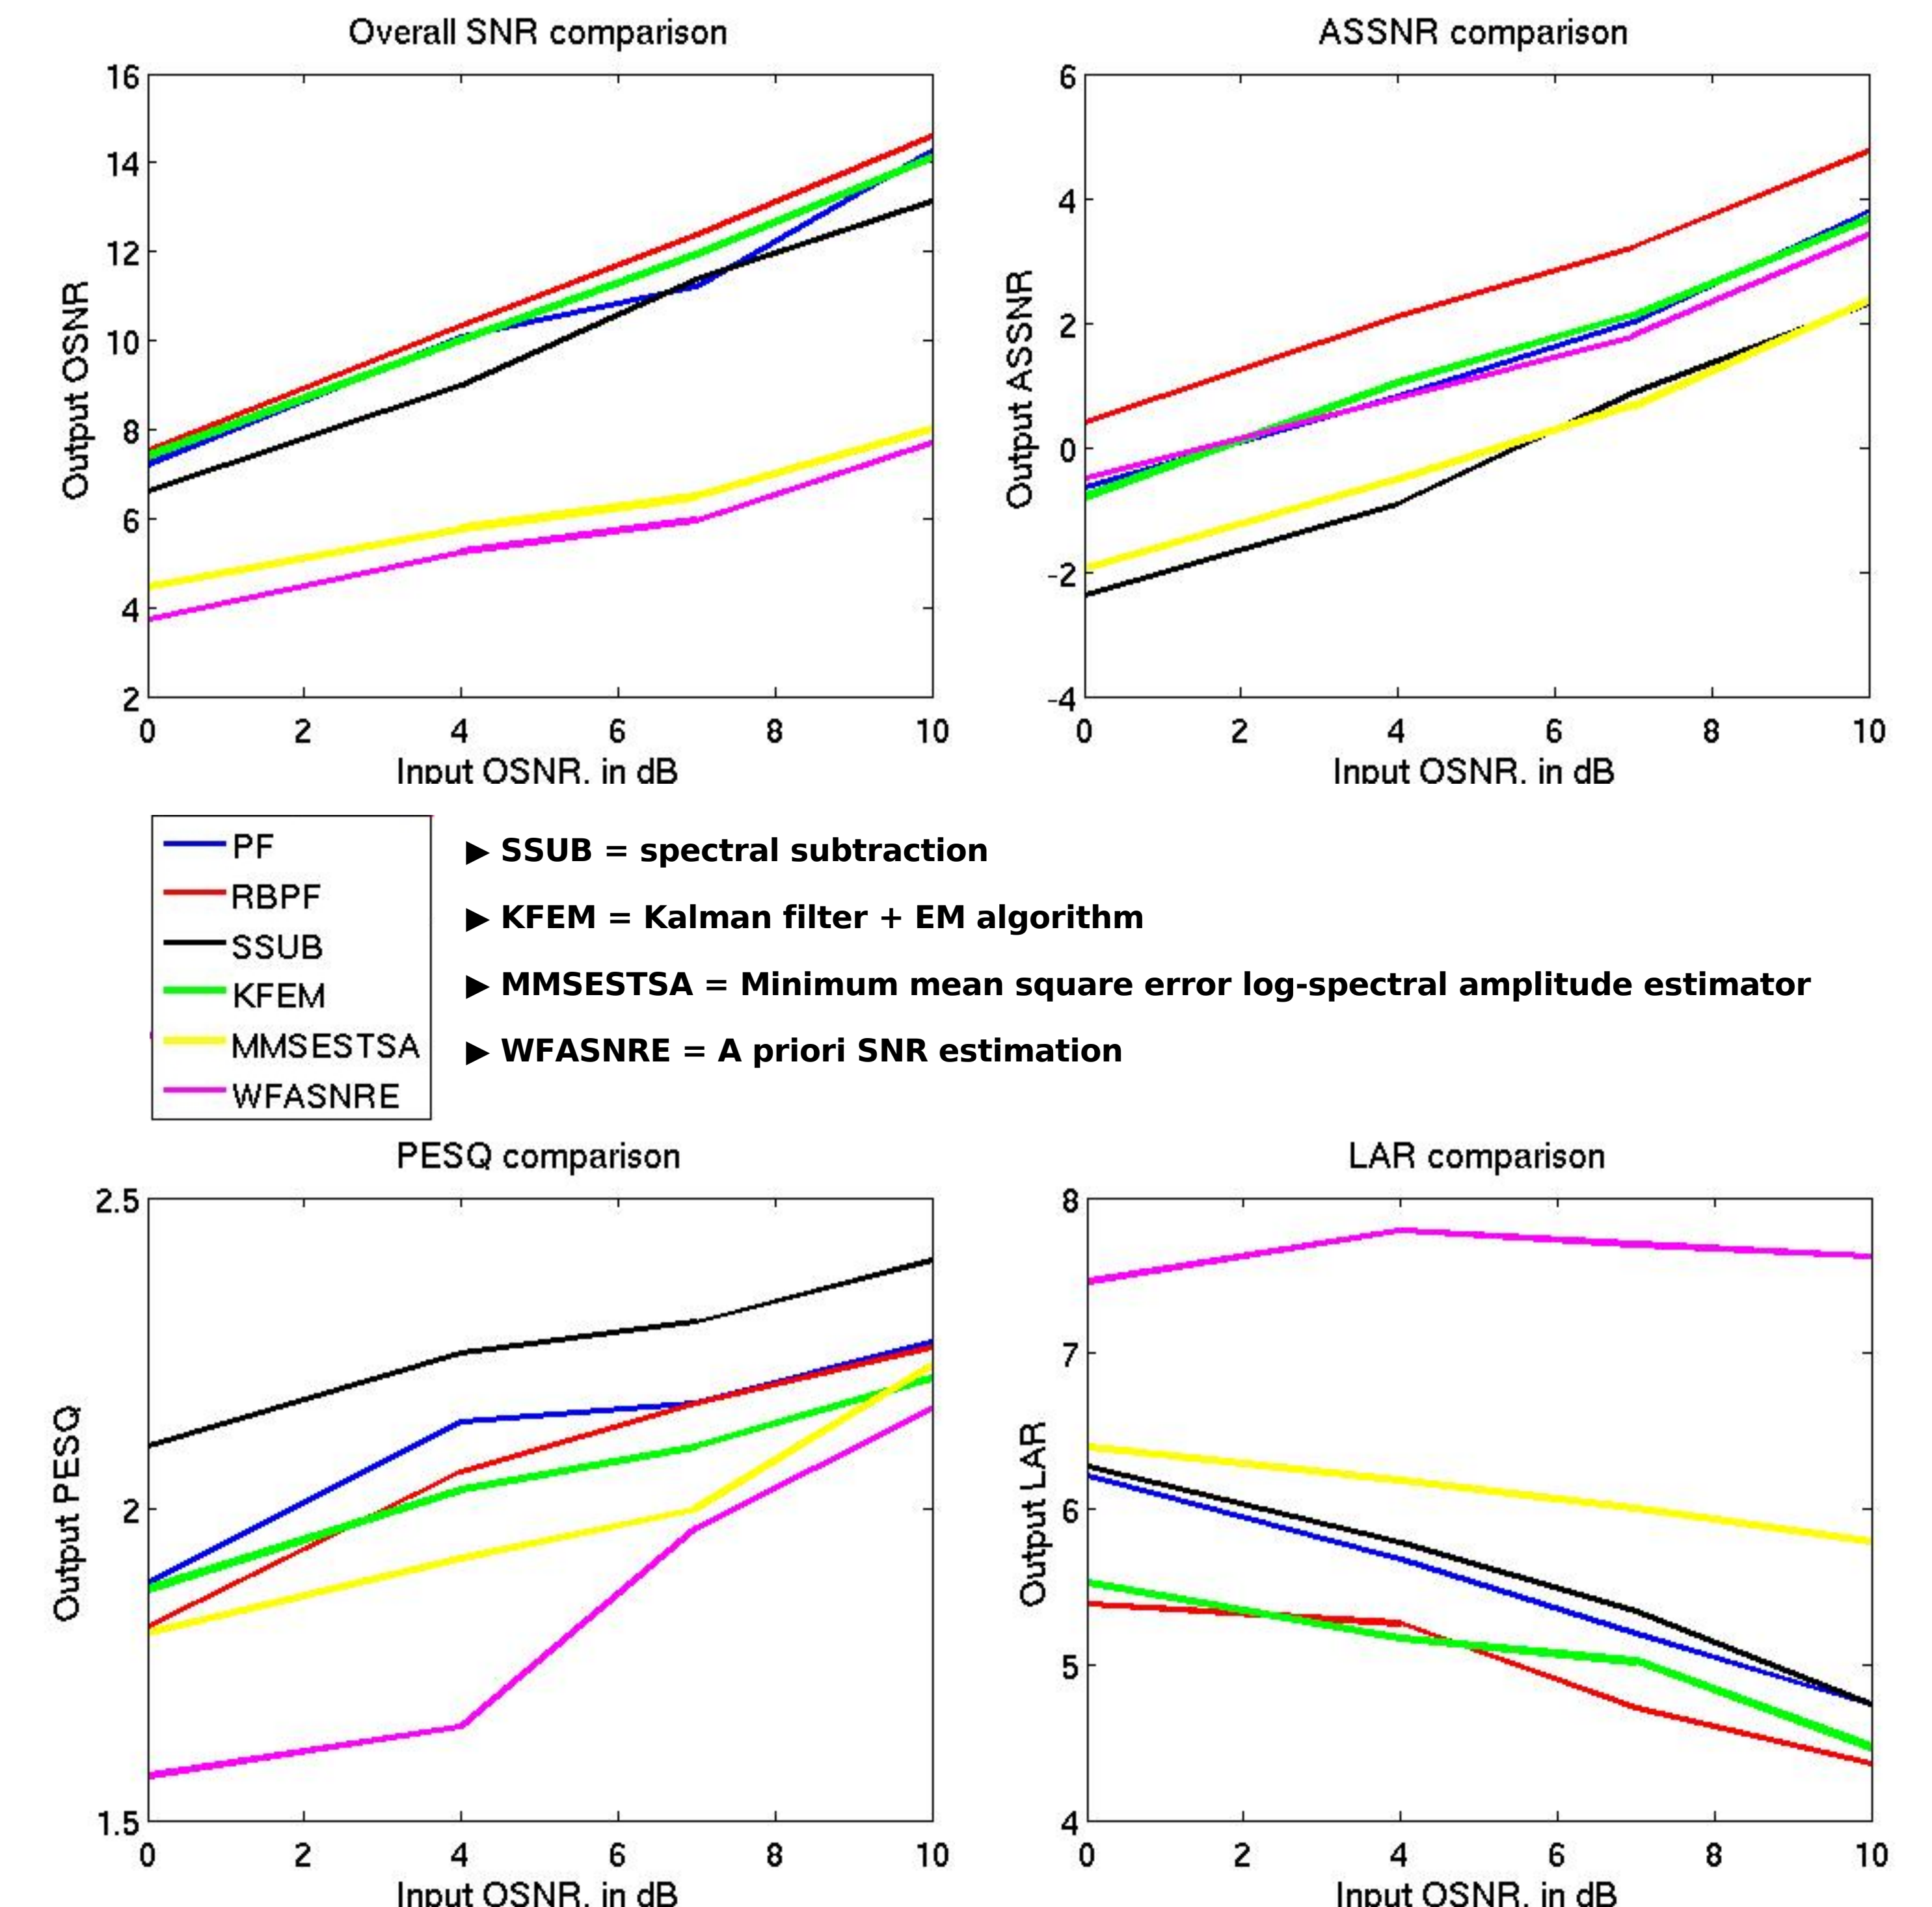 Overall SNR comparison
16
14
12
10
8
6
4
2
0 2 4 6 8 10
Output OSNR
Input OSNR, in dB
ASSNR comparison
6
4
2
0
-2
-4
0 2 4 6 8 10
Output ASSNR
Input OSNR, in dB
PF
RBPF
SSUB
KFEM
MMSESTSA
WFASNRE
▶ SSUB = spectral subtraction
▶ KFEM = Kalman filter + EM algorithm
▶ MMSESTSA = Minimum mean square error log-spectral amplitude estimator
▶ WFASNRE = A priori SNR estimation
PESQ comparison
2.5
2
1.5
0 2 4 6 8 10
Output PESQ
Input OSNR, in dB
LAR comparison
8
7
6
5
4
0 2 4 6 8 10
Output LAR
Input OSNR, in dB